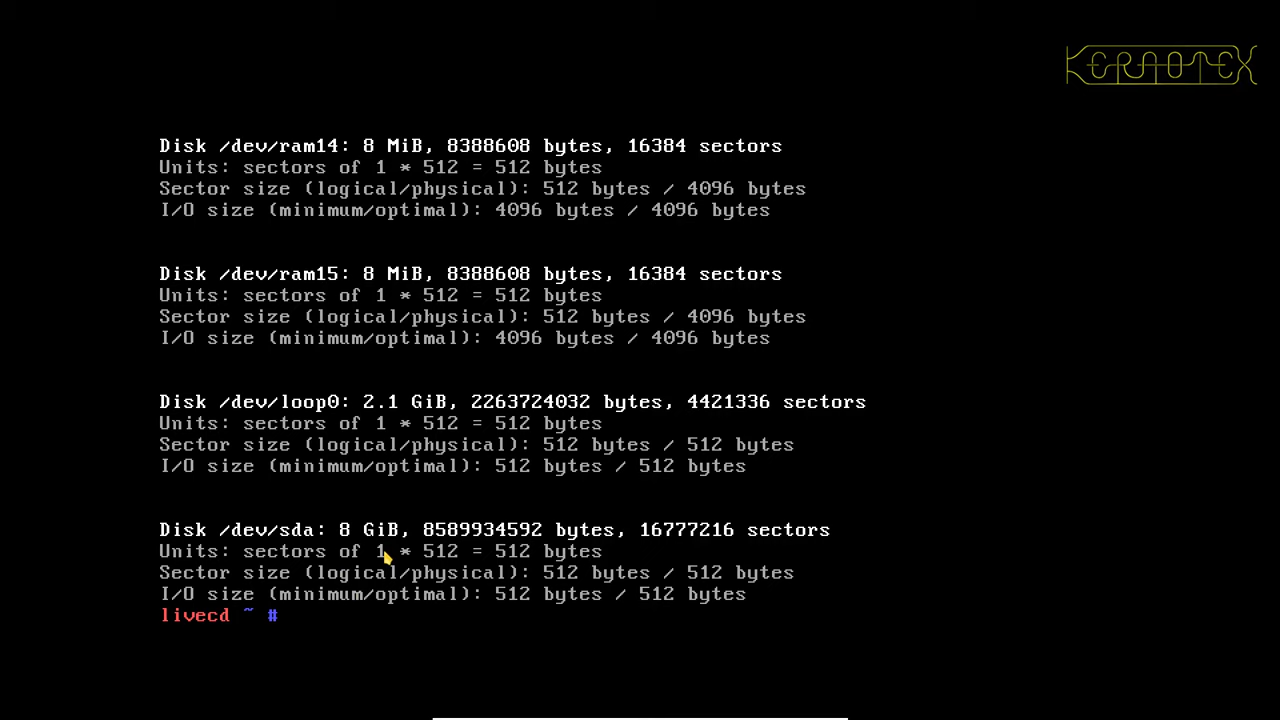 KERNOTEX
Disk /dev/ram14: 8 MiB, 8388608 bytes, 16384 sectors
Units: sectors of 1 * 512 = 512 bytes
Sector size (logical/physical): 512 bytes / 4096 bytes
I/O size (minimum/optimal): 4096 bytes / 4096 bytes
Disk /dev/ram15: 8 MiB, 8388608 bytes, 16384 sectors
Units: sectors of 1 * 512 = 512 bytes
Sector size (logical/physical): 512 bytes / 4096 bytes
I/O size (minimum/optimal): 4096 bytes / 4096 bytes
Disk /dev/loop0: 2.1 GiB, 2263724032 bytes, 4421336 sectors
Units: sectors of 1 * 512 = 512 bytes
Sector size (logical/physical): 512 bytes / 512 bytes
I/O size (minimum/optimal): 512 bytes / 512 bytes
Disk /dev/sda: 8 GiB, 8589934592 bytes, 16777216 sectors
Units: sectors of 1 * 512 = 512 bytes
Sector size (logical/physical): 512 bytes / 512 bytes
I/O size (minimum/optimal): 512 bytes / 512 bytes
livecd ~ #